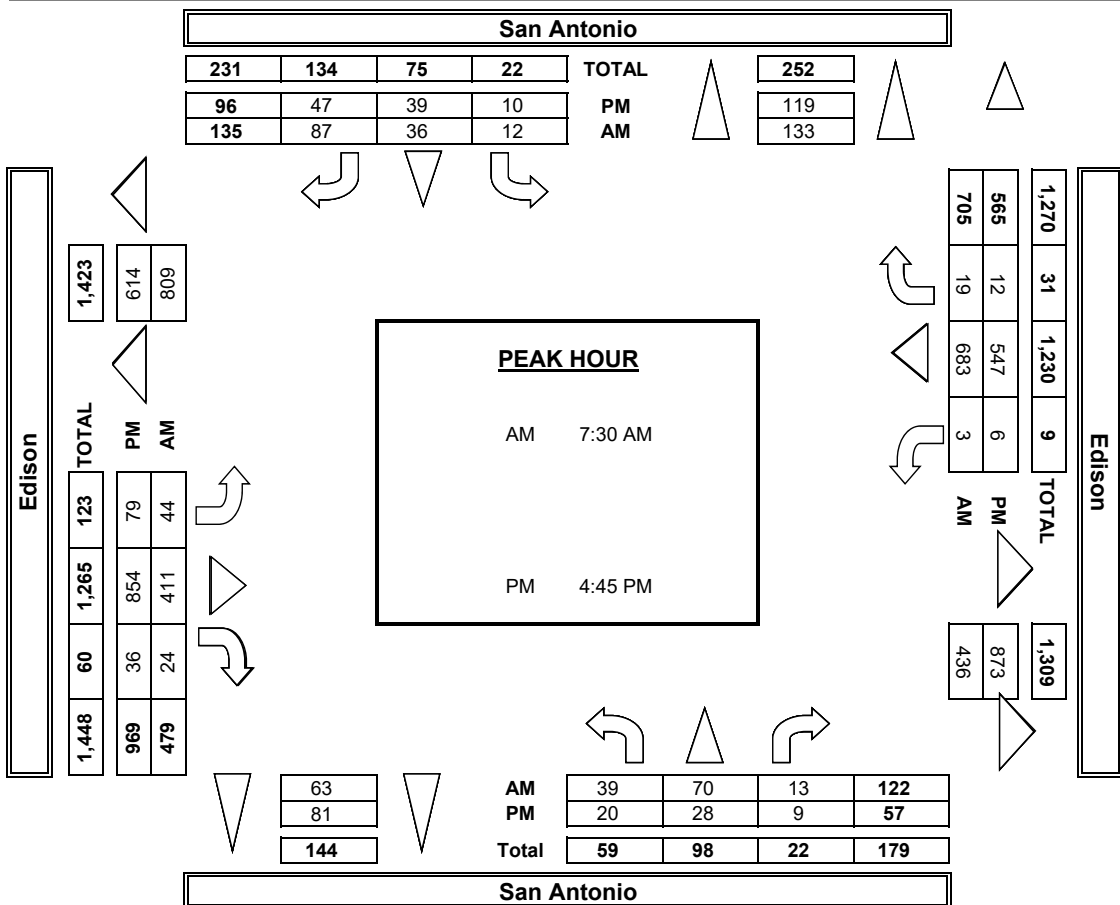 San Antonio
231 134 75 22 TOTAL 252
96 47 39 10 PM 119
135 87 36 12 AM 133
Edison
1,423
614
809
TOTAL 123 1,265 60 1,448
PM 79 854 36 969
AM 44 411 24 479
PEAK HOUR
AM 7:30 AM
PM 4:45 PM
1,270 31 1,230 9 TOTAL
565 12 547 6 PM
705 19 683 3 AM
1,309
873
436
Edison
63 AM 39 70 13 122
81 PM 20 28 9 57
144 Total 59 98 22 179
San Antonio